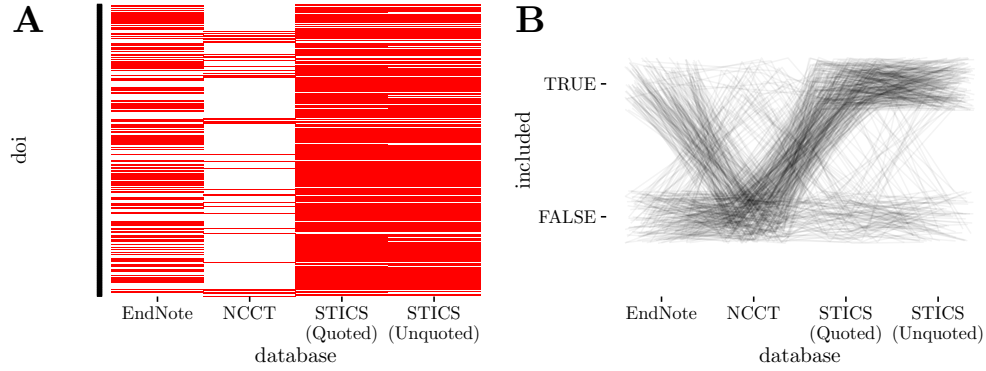 A
doi
EndNote
NCCT
STICS
(Quoted)
STICS
(Unquoted)
database
B
included
TRUE
FALSE
EndNote
NCCT
STICS
(Quoted)
STICS
(Unquoted)
database